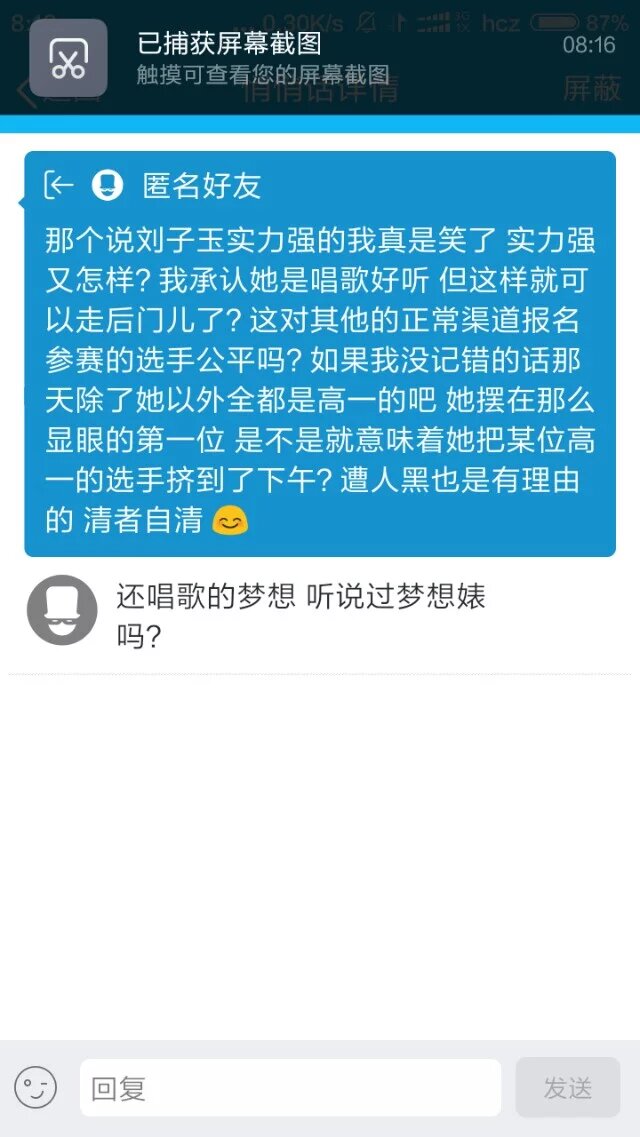 0.30K/s hcz 87%
已捕获屏幕截图 08:16
触摸可查看您的屏幕截图
悄悄话详情 屏蔽
匿名好友
那个说刘子玉实力强的我真是笑了 实力强
又怎样? 我承认她是唱歌好听 但这样就可
以走后门儿了? 这对其他的正常渠道报名
参赛的选手公平吗? 如果我没记错的话那
天除了她以外全都是高一的吧 她摆在那么
显眼的第一位 是不是就意味着她把某位高
一的选手挤到了下午? 遭人黑也是有理由
的 清者自清 😊
还唱歌的梦想 听说过梦想婊
吗?
回复 发送